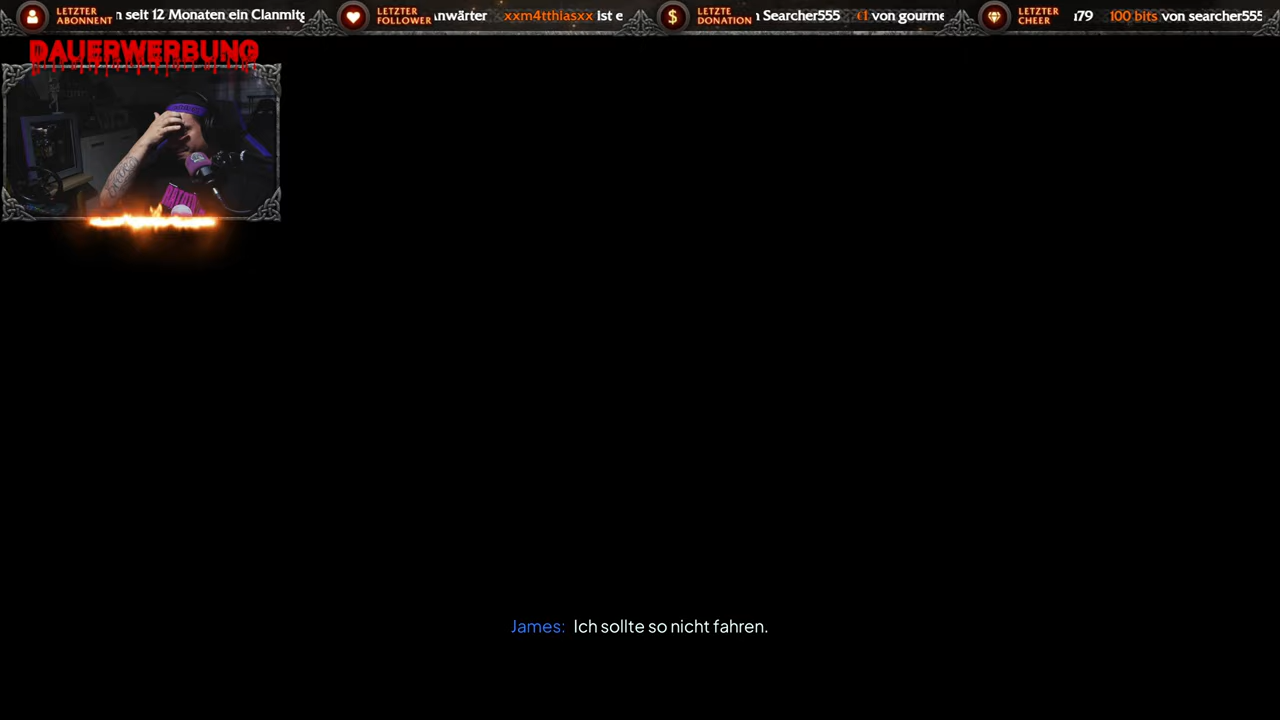 LETZTER ABONNENT
seit 12 Monaten ein Clanmitg
LETZTER FOLLOWER
nwärter xxm4tthiasxx Ist e
LETZTE DONATION
Searcher555 €1 von gourme
LETZTER CHEER
179 100 bits von searcher555
DAUERWERBUNG
James: Ich sollte so nicht fahren.